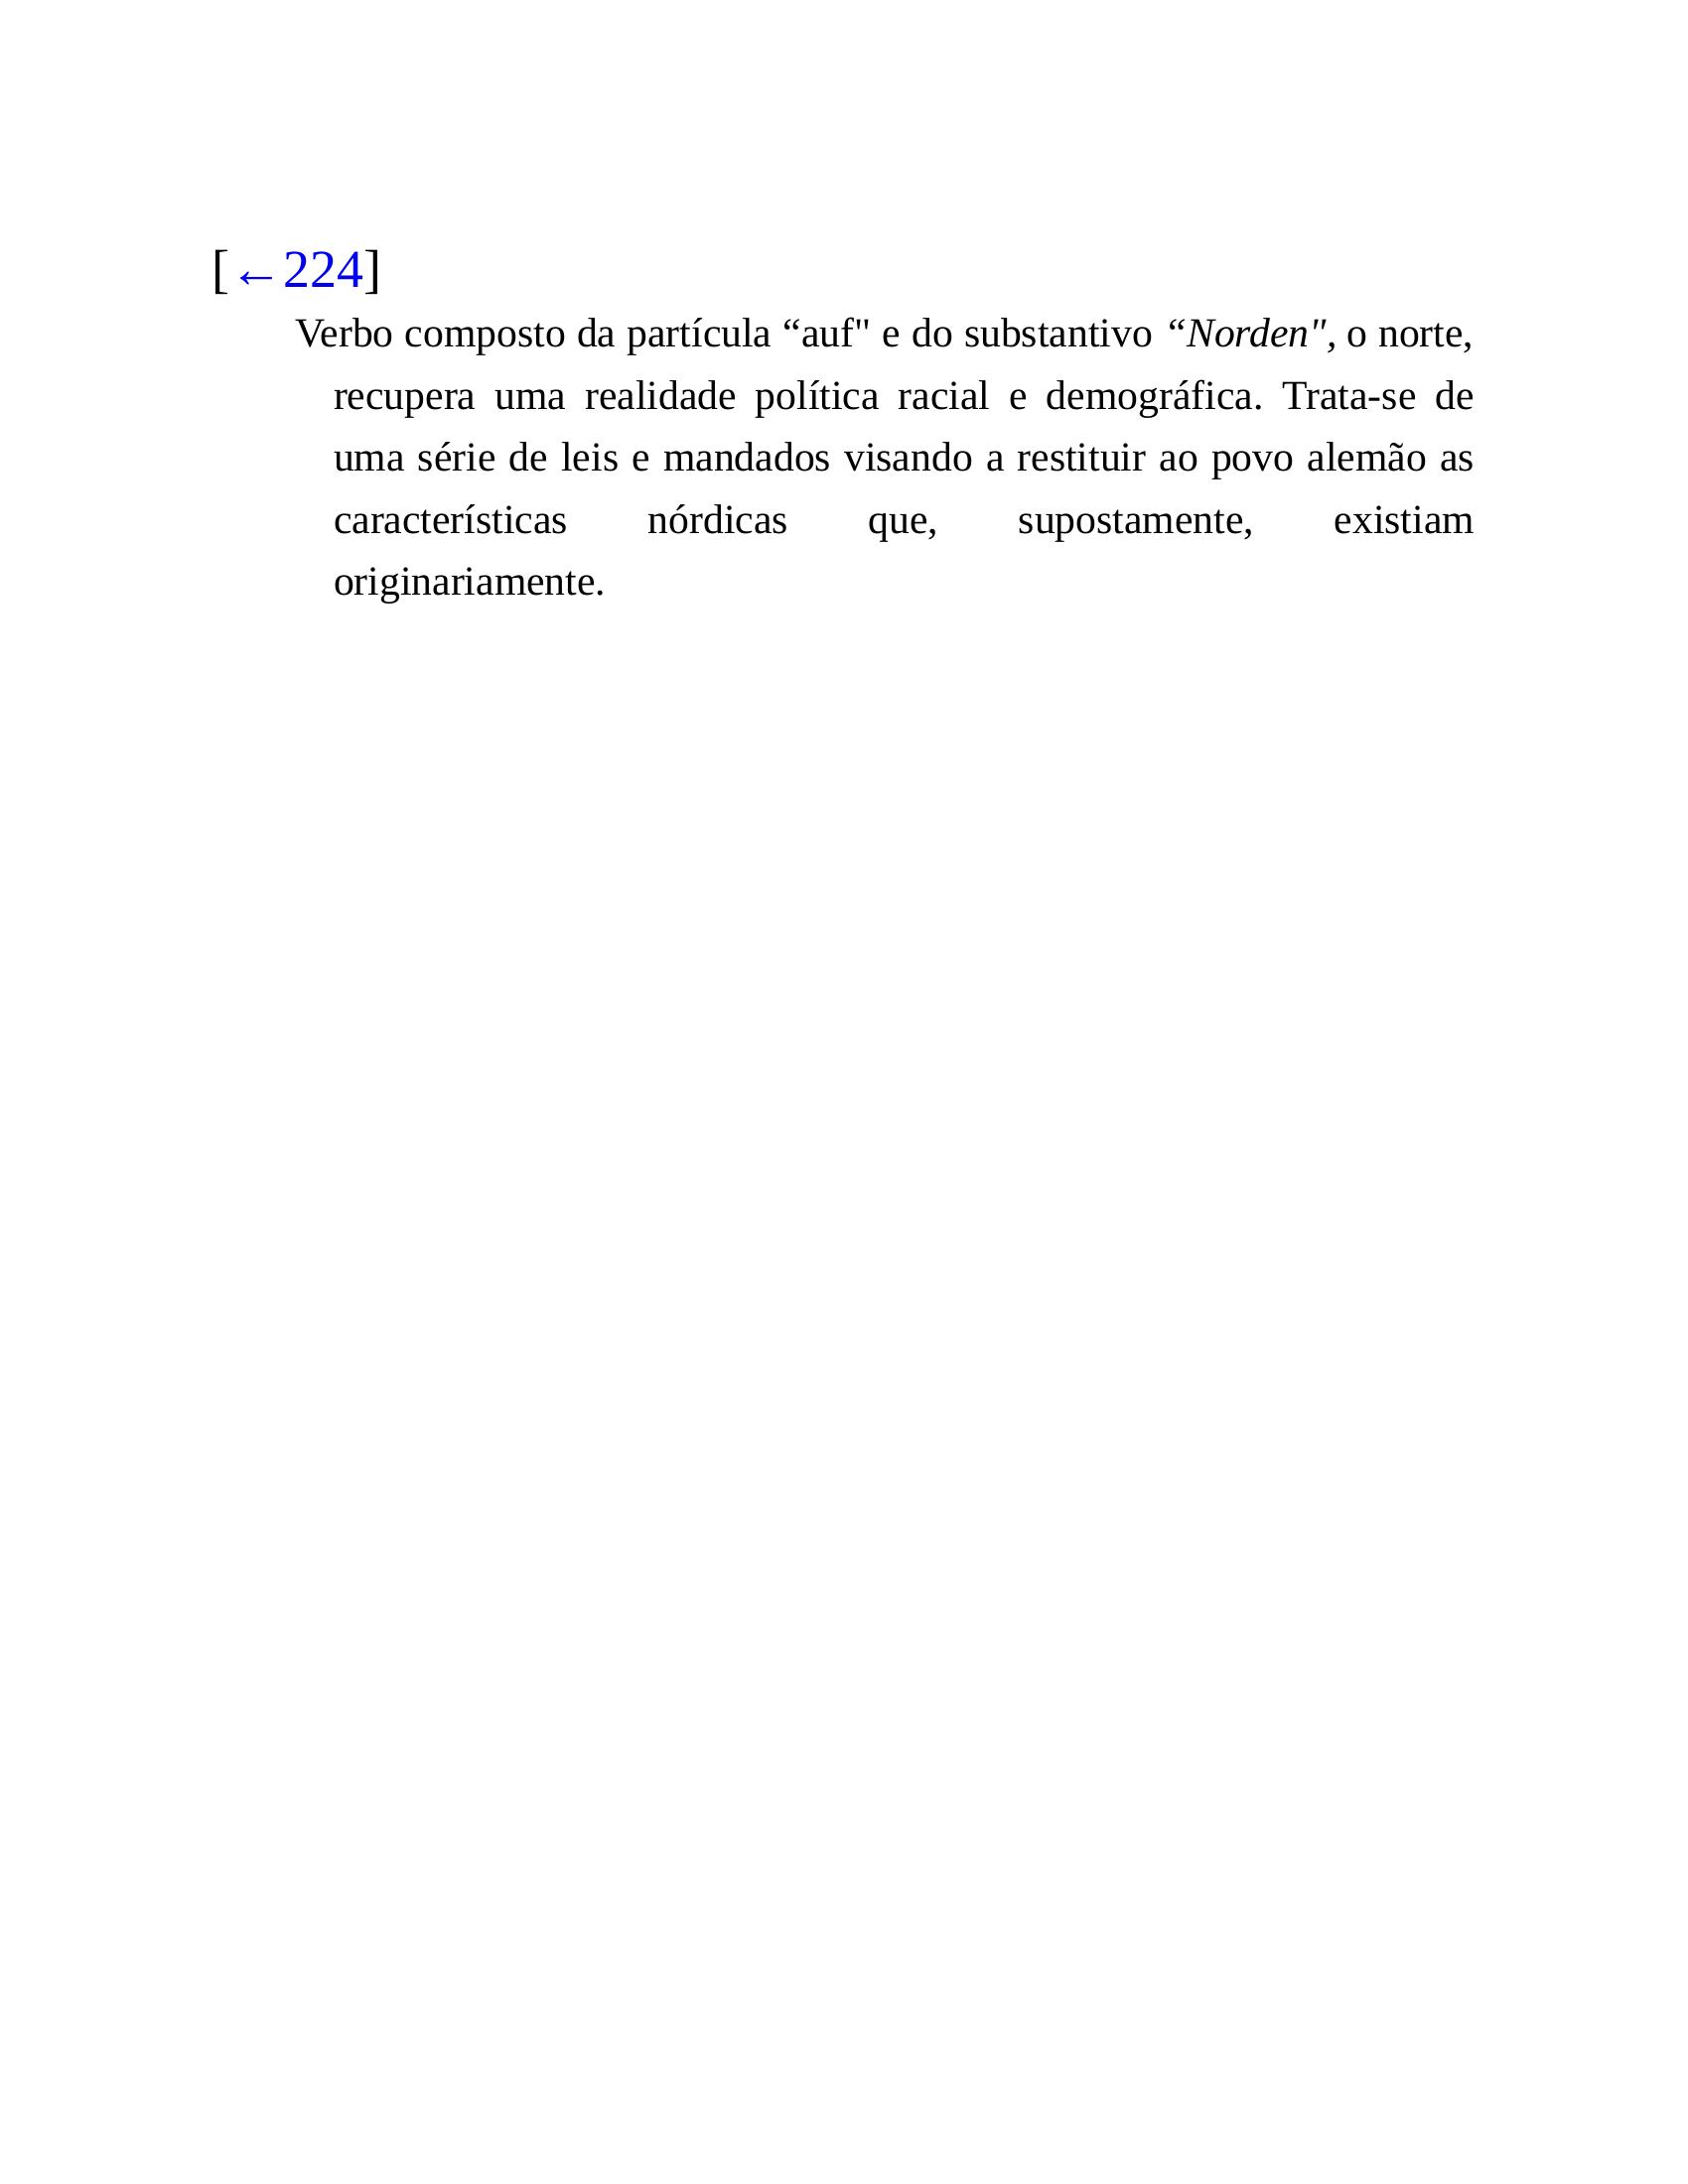 [←224]
Verbo composto da partícula “auf" e do substantivo “Norden", o norte,
recupera uma realidade política racial e demográfica. Trata-se de
uma série de leis e mandados visando a restituir ao povo alemão as
características nórdicas que, supostamente, existiam
originariamente.